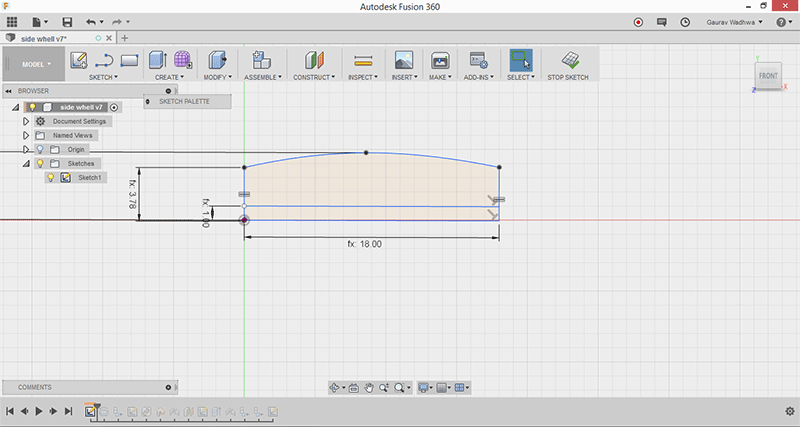 Autodesk Fusion 360
Gaurav Wadhwa
?
side whell v7*
MODEL
SKETCH
CREATE
MODIFY
ASSEMBLE
CONSTRUCT
INSPECT
INSERT
MAKE
ADD-INS
SELECT
STOP SKETCH
BROWSER
SKETCH PALETTE
side whell v7
Document Settings
Named Views
Origin
Sketches
Sketch1
FRONT
Y
X
Z
fx: 3.78
fx: 1.00
fx: 18.00
COMMENTS